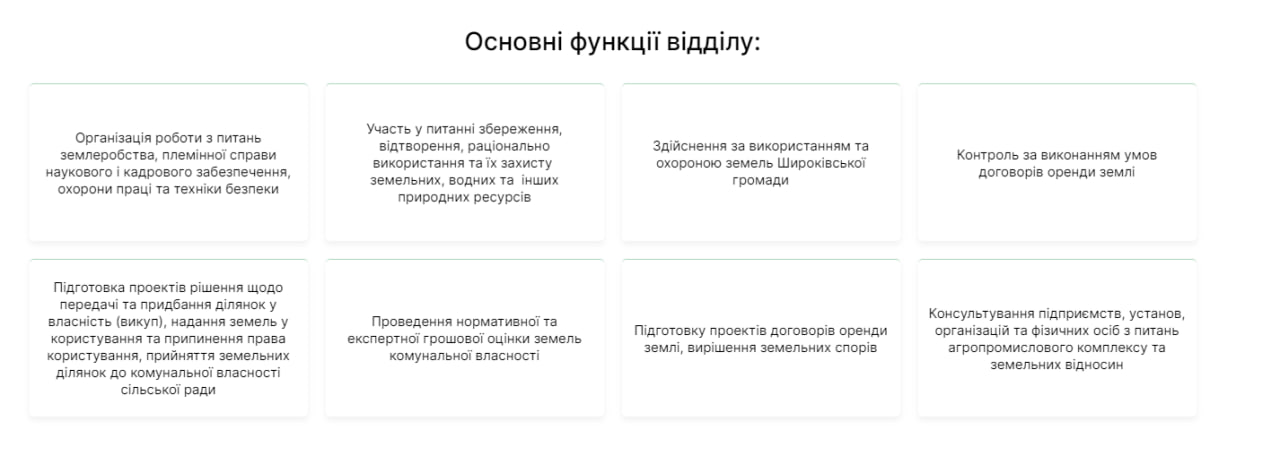 Основні функції відділу:
Організація роботи з питань
землеробства, племінної справи
наукового і кадрового забезпечення,
охорони праці та техніки безпеки
Участь у питанні збереження,
відтворення, раціонально
використання та їх захисту
земельних, водних та  інших
природних ресурсів
Здійснення за використанням та
охороною земель Широківської
громади
Контроль за виконанням умов
договорів оренди землі
Підготовка проектів рішення щодо
передачі та придбання ділянок у
власність (викуп), надання земель у
користування та припинення права
користування, прийняття земельних
ділянок до комунальної власності
сільської ради
Проведення нормативної та
експертної грошової оцінки земель
комунальної власності
Підготовку проектів договорів оренди
землі, вирішення земельних спорів
Консультування підприємств, установ,
організацій та фізичних осіб з питань
агропромислового комплексу та
земельних відносин